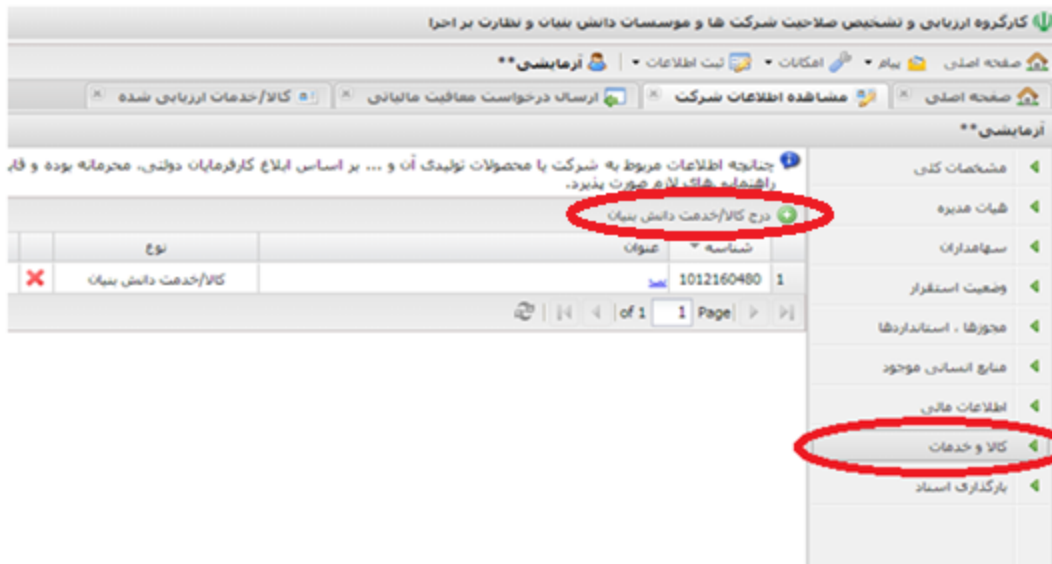 کارگروه ارزیابی و تشخیص صلاحیت شرکت ها و موسسات دانش بنیان و نظارت بر اجرا
صفحه اصلی پیام امکانات ثبت اطلاعات آزمایشی**
صفحه اصلی مشاهده اطلاعات شرکت ارسال درخواست معافیت مالیاتی کالا/خدمات ارزیابی شده
آزمایشی**
چنانچه اطلاعات مربوط به شرکت یا محصولات تولیدی آن و ... بر اساس ابلاغ کارفرمایان دولتی، محرمانه بوده و
راهنمایی های لازم صورت پذیرد.
درج کالا/خدمت دانش بنیان
شناسه عنوان نوع
1 1012160480 کالا/خدمت دانش بنیان
Page 1 of 1
مشخصات کلی
هیات مدیره
سهامداران
وضعیت استقرار
مجوزها ، استانداردها
منابع انسانی موجود
اطلاعات مالی
کالا و خدمات
بارگذاری اسناد